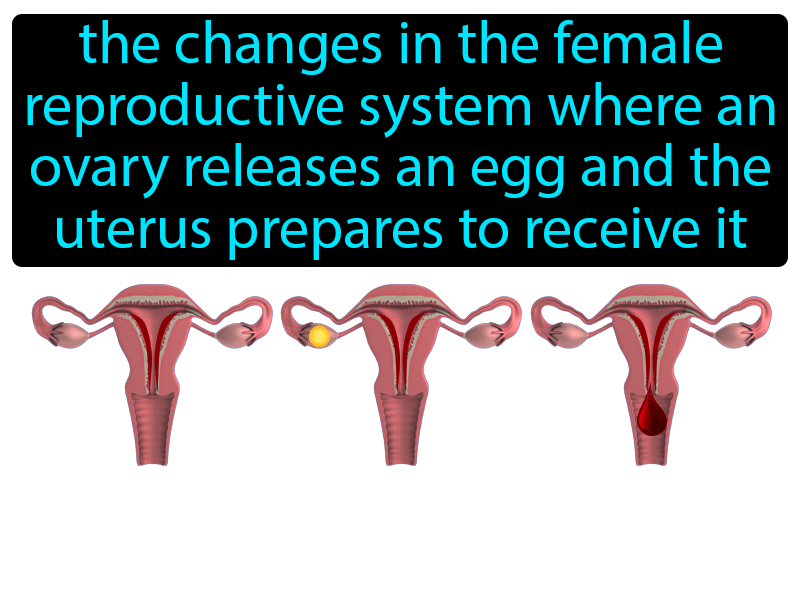 the changes in the female
reproductive system where an
ovary releases an egg and the
uterus prepares to receive it